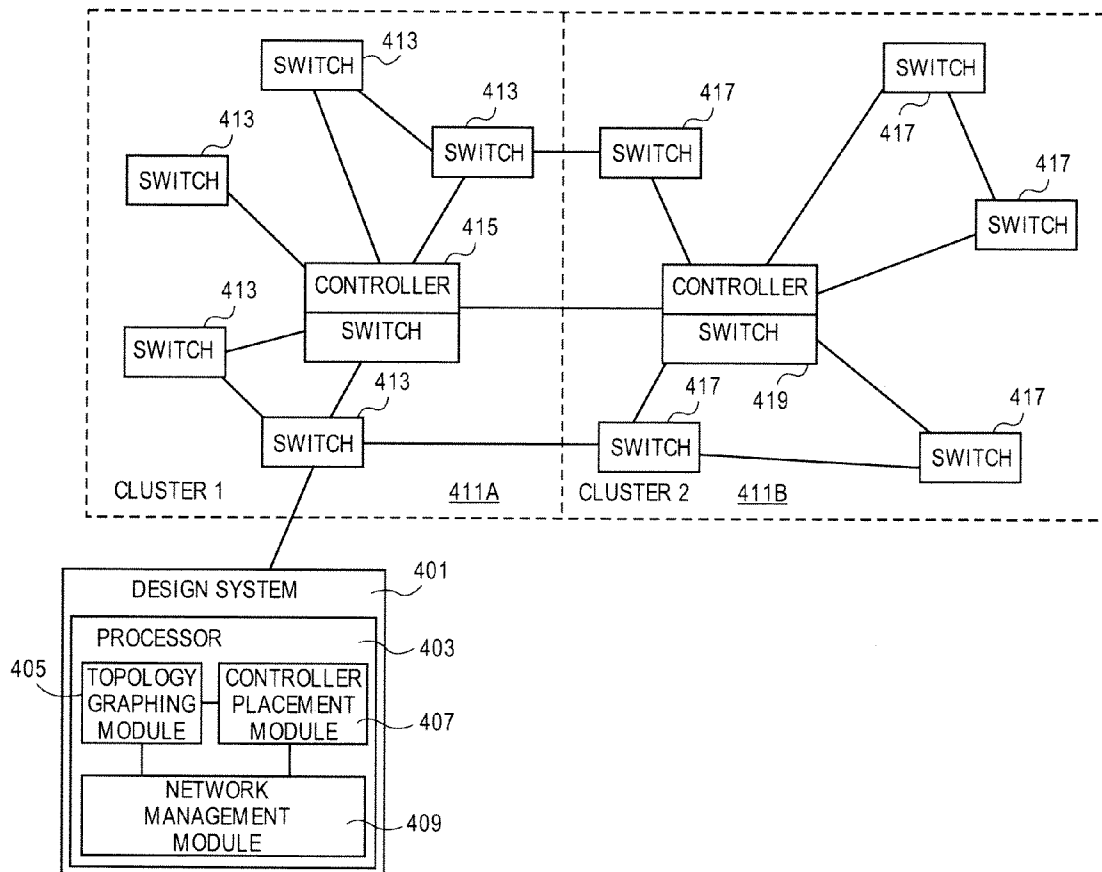 413
SWITCH
413
SWITCH
413
SWITCH
417
SWITCH
SWITCH
417
417
SWITCH
415
CONTROLLER
SWITCH
CONTROLLER
SWITCH
419
413
SWITCH
413
SWITCH
417
SWITCH
417
SWITCH
CLUSTER 1
411A
CLUSTER 2
411B
DESIGN SYSTEM
401
PROCESSOR
403
405
TOPOLOGY
GRAPHING
MODULE
CONTROLLER
PLACEMENT
MODULE
407
NETWORK
MANAGEMENT
MODULE
409